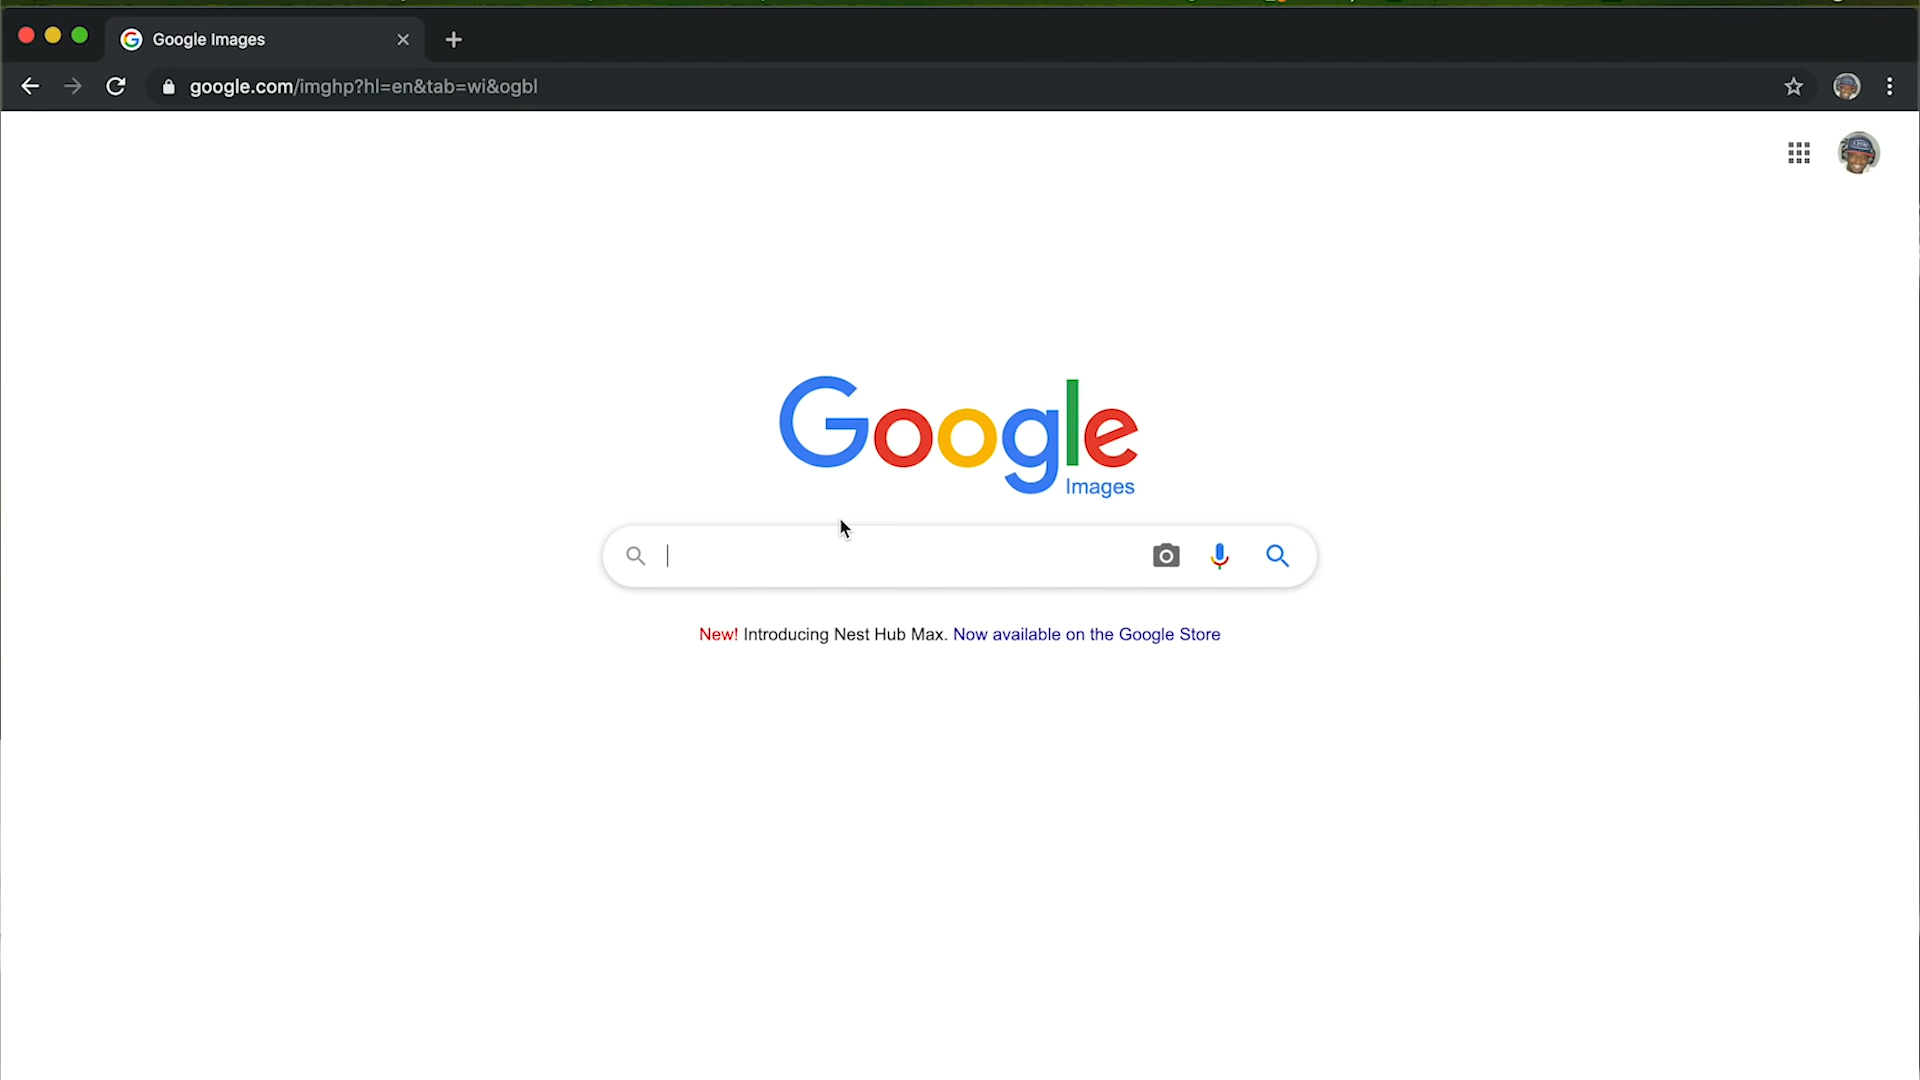 Google Images
google.com/imghp?hl=en&tab=wi&ogbl
Google
Images
New! Introducing Nest Hub Max. Now available on the Google Store